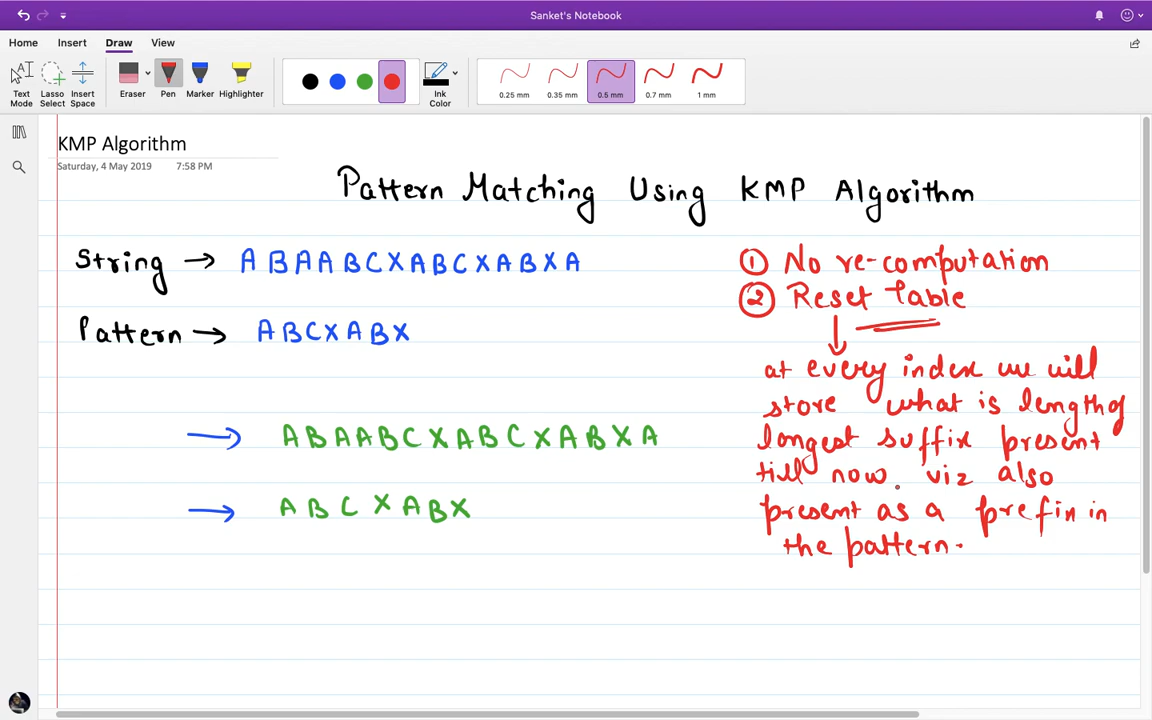 Sanket's Notebook
Home Insert Draw View
Text Mode Lasso Select Insert Space Eraser Pen Marker Highlighter Ink Color 0.25 mm 0.35 mm 0.5 mm 0.7 mm 1 mm
KMP Algorithm
Saturday, 4 May 2019 7:58 PM
Pattern Matching Using KMP Algorithm
String → A B A A B C X A B C X A B X A
Pattern → A B C X A B X
→ A B A A B C X A B C X A B X A
→ A B C X A B X
① No re-computation
② Reset Table
at every index we will
store what is length of
longest suffix present
till now. viz also
present as a prefix in
the pattern.